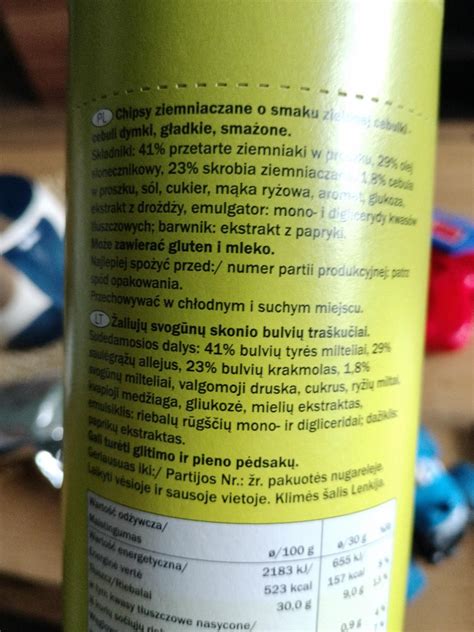 PL Chipsy ziemniaczane o smaku zielonej cebulki -
cebuli dymki, gładkie, smażone.
Składniki: 41% przetarte ziemniaki w proszku, 29% olej
słonecznikowy, 23% skrobia ziemniaczana, 1,8% cebula
w proszku, sól, cukier, mąka ryżowa, aromat, glukoza,
ekstrakt z drożdży, emulgator: mono- i diglicerydy kwasów
tłuszczowych; barwnik: ekstrakt z papryki.
Może zawierać gluten i mleko.
Najlepiej spożyć przed:/ numer partii produkcyjnej: patrz
spód opakowania.
Przechowywać w chłodnym i suchym miejscu.
LT Žaliųjų svogūnų skonio bulvių traškučiai.
Sudedamosios dalys: 41% bulvių tyrės milteliai, 29%
saulėgrąžų aliejus, 23% bulvių krakmolas, 1,8%
svogūnų milteliai, valgomoji druska, cukrus, ryžių miltai,
kvapioji medžiaga, gliukozė, mielių ekstraktas,
emulsiklis: riebalų rūgščių mono- ir digliceridai; dažiklis:
paprikų ekstraktas.
Gali turėti glitimo ir pieno pėdsakų.
Geriausias iki:/ Partijos Nr.: žr. pakuotės nugarėlėje.
Laikyti vėsioje ir sausoje vietoje. Kilmės šalis Lenkija.
Wartość odżywcza/
Maistingumas ø/100 g ø/30 g
Wartość energetyczna/ 2183 kJ/ 655 kJ
Energinė vertė 523 kcal 157 kcal
Tłuszcz/Riebalai 30,0 g 9,0 g
w tym kwasy tłuszczowe nasycone/
0,9 g